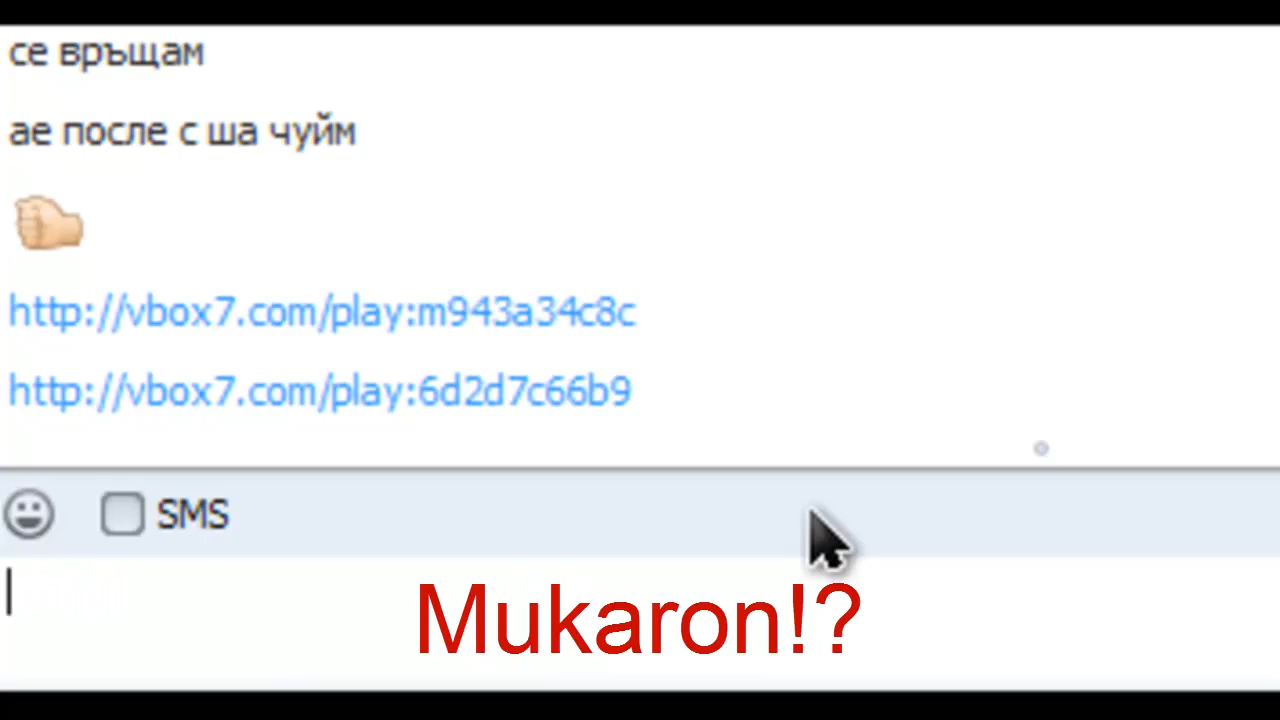 се връщам
ае после с ша чуйм
http://vbox7.com/play:m943a34c8c
http://vbox7.com/play:6d2d7c66b9
SMS
Mukaron!?